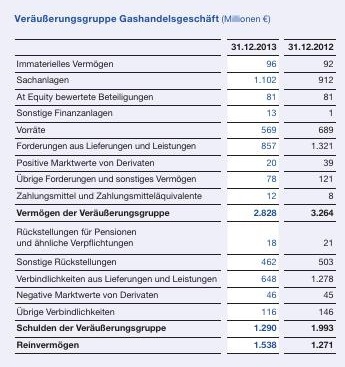 Veräußerungsgruppe Gashandelsgeschäft (Millionen €)
31.12.2013 31.12.2012
Immaterielles Vermögen 96 92
Sachanlagen 1.102 912
At Equity bewertete Beteiligungen 81 81
Sonstige Finanzanlagen 13 1
Vorräte 569 689
Forderungen aus Lieferungen und Leistungen 857 1.321
Positive Marktwerte von Derivaten 20 39
Übrige Forderungen und sonstiges Vermögen 78 121
Zahlungsmittel und Zahlungsmitteläquivalente 12 8
Vermögen der Veräußerungsgruppe 2.828 3.264
Rückstellungen für Pensionen
und ähnliche Verpflichtungen 18 21
Sonstige Rückstellungen 462 503
Verbindlichkeiten aus Lieferungen und Leistungen 648 1.278
Negative Marktwerte von Derivaten 46 45
Übrige Verbindlichkeiten 116 146
Schulden der Veräußerungsgruppe 1.290 1.993
Reinvermögen 1.538 1.271